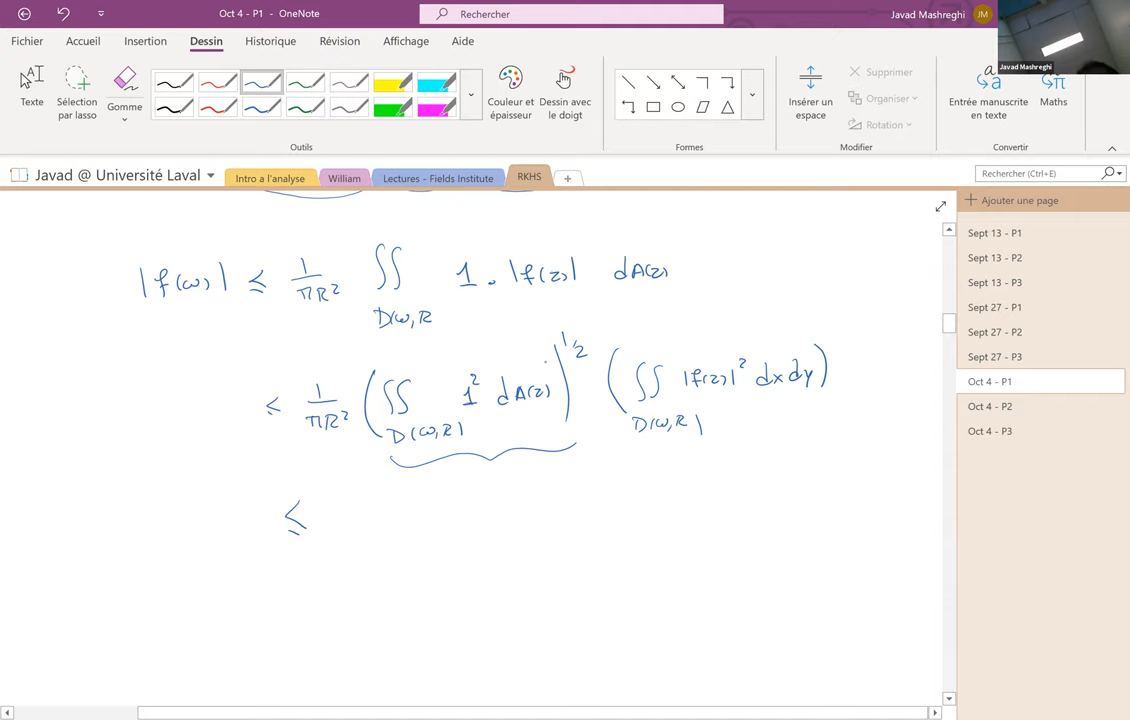 Oct 4 - P1 - OneNote
Rechercher
Javad Mashreghi
JM
Javad Mashreghi
Fichier Accueil Insertion Dessin Historique Révision Affichage Aide
Texte
Sélection par lasso
Gomme
Couleur et épaisseur
Dessin avec le doigt
Insérer un espace
Supprimer
Organiser
Rotation
Entrée manuscrite en texte
Maths
Outils
Formes
Modifier
Convertir
Javad @ Université Laval
Intro a l'analyse
William
Lectures - Fields Institute
RKHS
Rechercher (Ctrl+E)
Ajouter une page
Sept 13 - P1
Sept 13 - P2
Sept 13 - P3
Sept 27 - P1
Sept 27 - P2
Sept 27 - P3
Oct 4 - P1
Oct 4 - P2
Oct 4 - P3
|f(ω)| ≤ 1/πR² ∬_{D(ω,R} 1 . |f(z)| dA(z)
≤ 1/πR² (∬_{D(ω,R)} 1² dA(z))^{1/2} (∬_{D(ω,R)} |f(z)|² dxdy)
≤